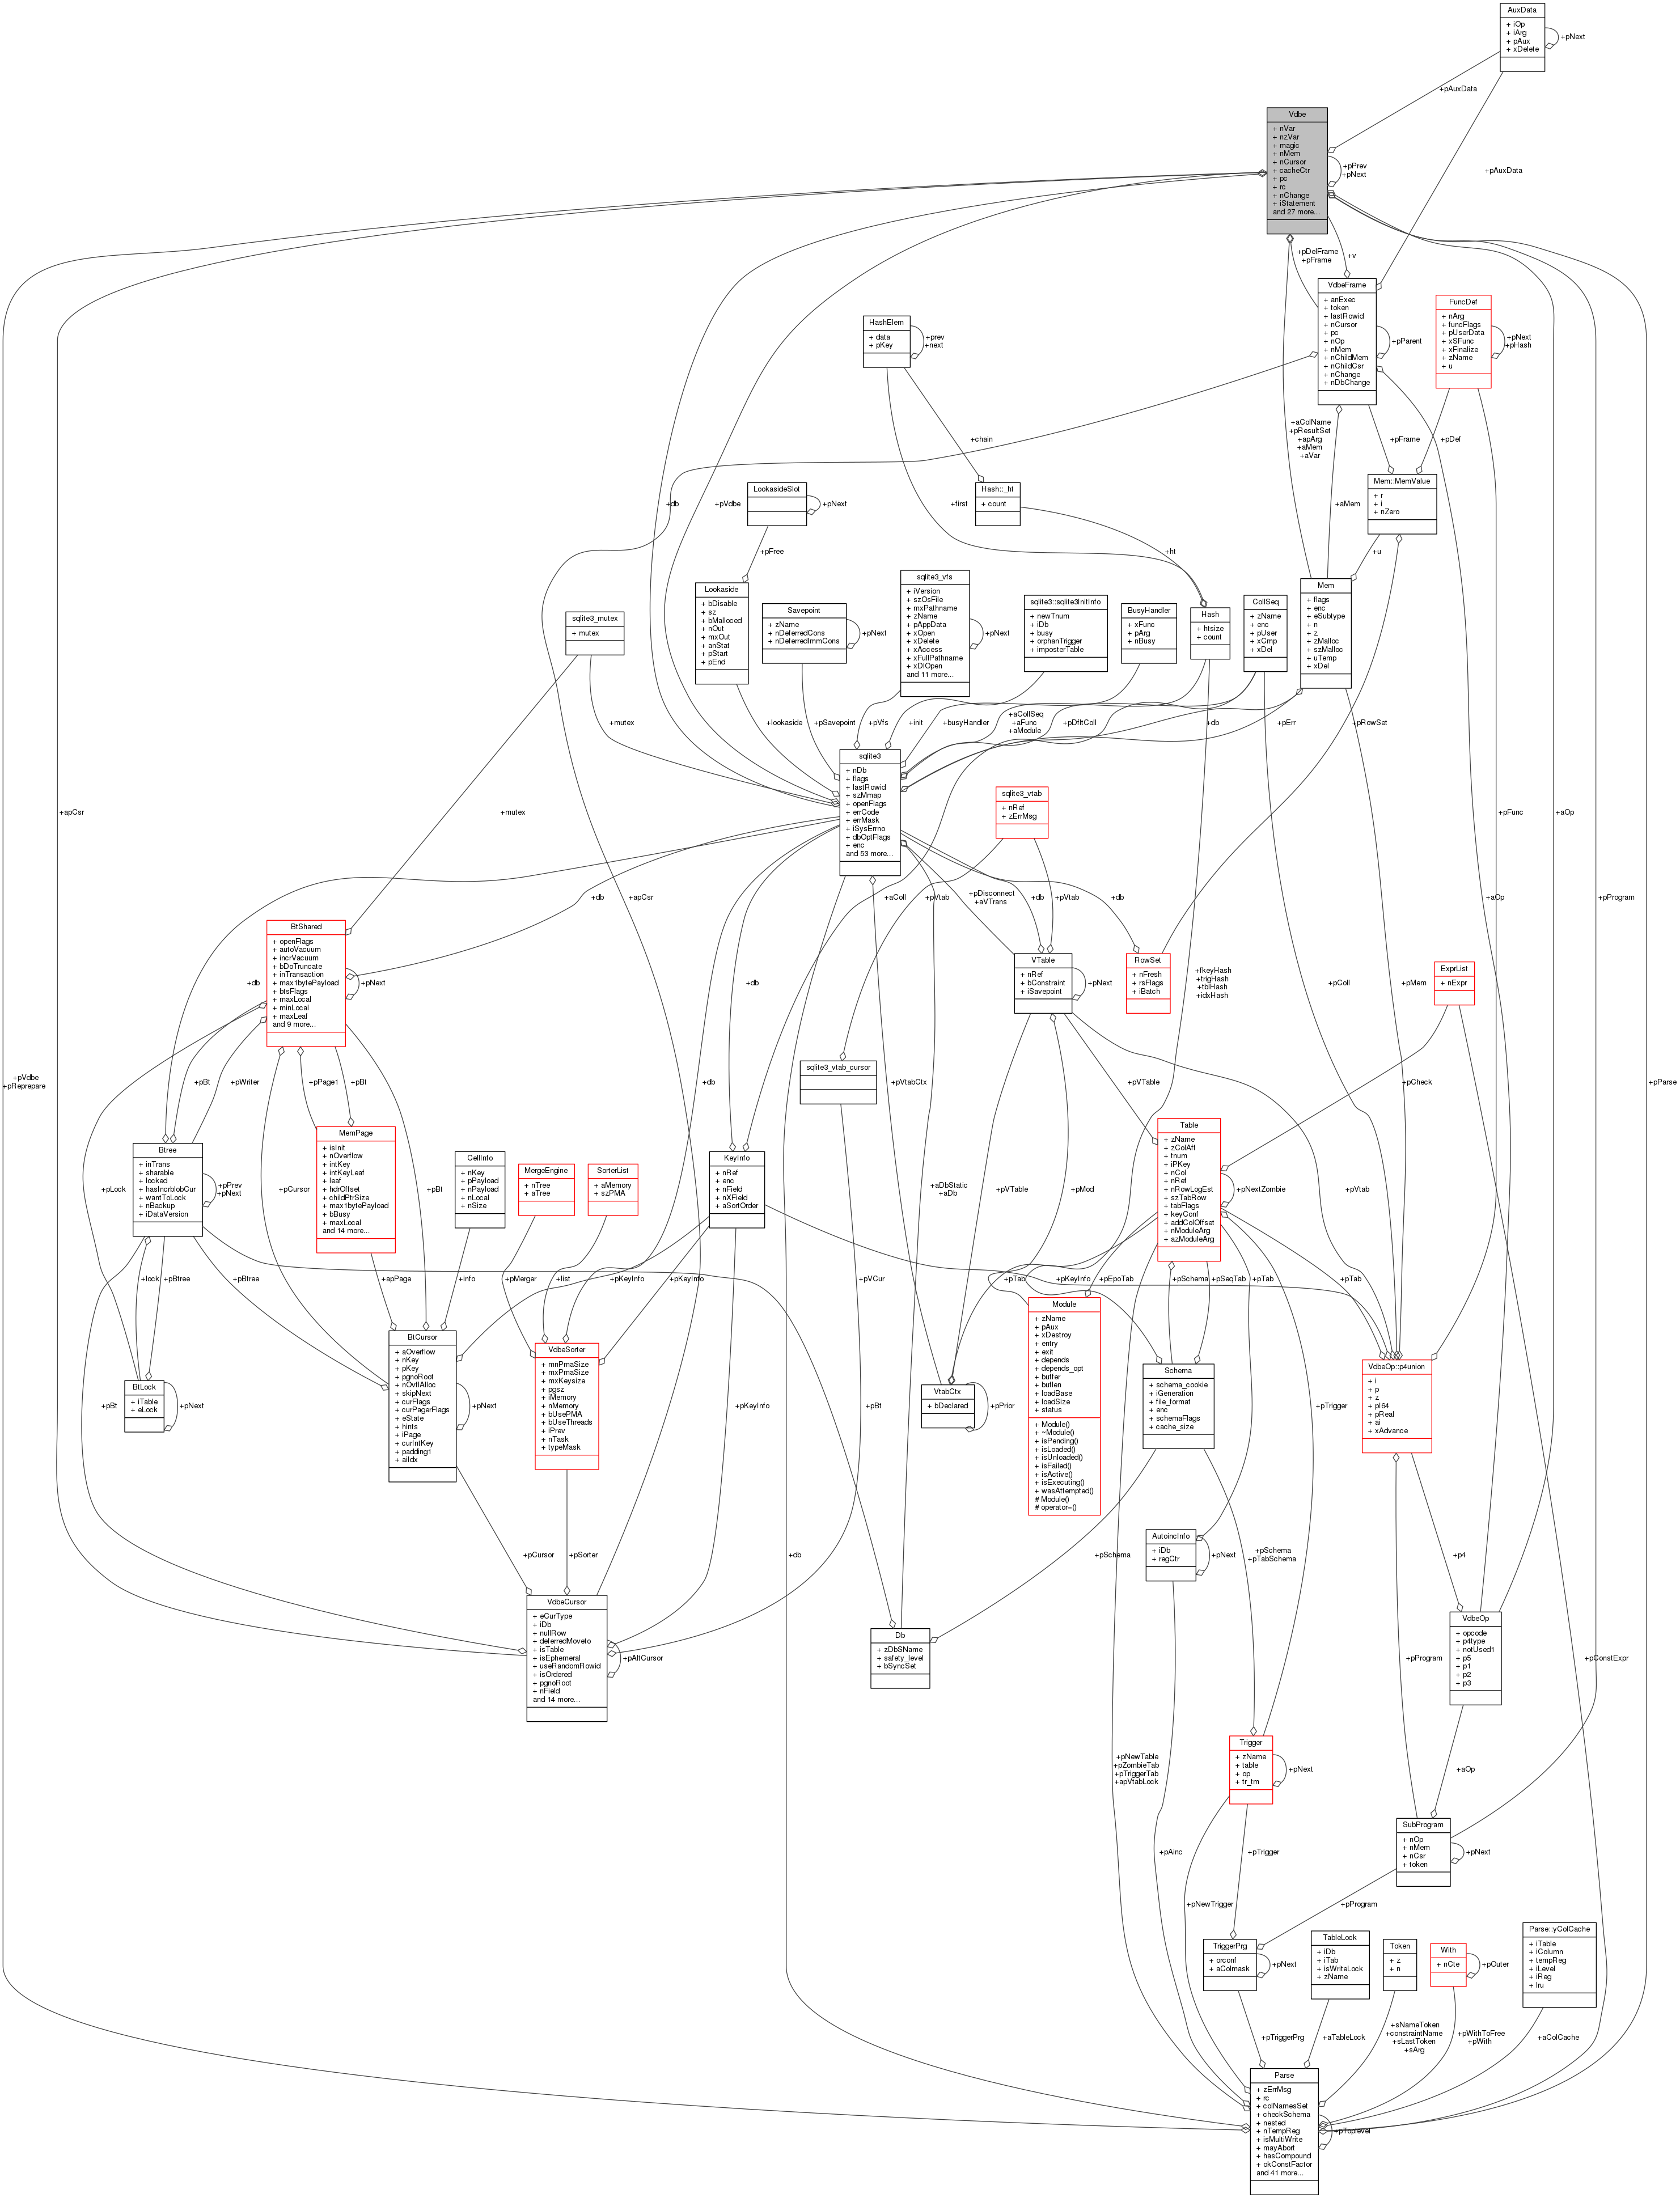 AuxData
+ iOp
+ iArg
+ pAux
+ xDelete
+pNext
+pAuxData
Vdbe
+ nVar
+ nzVar
+ magic
+ nMem
+ nCursor
+ cacheCtr
+ pc
+ rc
+ nChange
+ iStatement
and 27 more...
+pPrev
+pNext
+pAuxData
+pDelFrame
+pFrame
+v
VdbeFrame
+ anExec
+ token
+ lastRowid
+ nCursor
+ pc
+ nOp
+ nMem
+ nChildMem
+ nChildCsr
+ nChange
+ nDbChange
+pParent
FuncDef
+ nArg
+ funcFlags
+ pUserData
+ xSFunc
+ xFinalize
+ zName
+ u
+pNext
+pHash
HashElem
+ data
+ pKey
+prev
+next
+chain
+aColName
+pResultSet
+apArg
+aMem
+aVar
+pFrame
+pDef
+db
+pVdbe
LookasideSlot
+pNext
+first
Hash::_ht
+ count
+aMem
Mem::MemValue
+ r
+ i
+ nZero
+pFree
+ht
+u
sqlite3_mutex
+ mutex
Lookaside
+ bDisable
+ sz
+ bMalloced
+ nOut
+ mxOut
+ anStat
+ pStart
+ pEnd
Savepoint
+ zName
+ nDeferredCons
+ nDeferredImmCons
+pNext
sqlite3_vfs
+ iVersion
+ szOsFile
+ mxPathname
+ zName
+ pAppData
+ xOpen
+ xDelete
+ xAccess
+ xFullPathname
+ xDlOpen
and 11 more...
+pNext
sqlite3::sqlite3InitInfo
+ newTnum
+ iDb
+ busy
+ orphanTrigger
+ imposterTable
BusyHandler
+ xFunc
+ pArg
+ nBusy
Hash
+ htsize
+ count
CollSeq
+ zName
+ enc
+ pUser
+ xCmp
+ xDel
Mem
+ flags
+ enc
+ eSubtype
+ n
+ z
+ zMalloc
+ szMalloc
+ uTemp
+ xDel
+mutex
+lookaside
+pSavepoint
+pVfs
+init
+busyHandler
+aCollSeq
+aFunc
+aModule
+pDfltColl
+db
+pErr
+pRowSet
sqlite3
+ nDb
+ flags
+ lastRowid
+ szMmap
+ openFlags
+ errCode
+ errMask
+ iSysErrno
+ dbOptFlags
+ enc
and 53 more...
sqlite3_vtab
+ nRef
+ zErrMsg
+apCsr
+mutex
+pFunc
+aOp
+db
+apCsr
+aColl
+pVtab
+pDisconnect
+aVTrans
+db
+pVtab
+db
+aOp
+pProgram
BtShared
+ openFlags
+ autoVacuum
+ incrVacuum
+ bDoTruncate
+ inTransaction
+ max1bytePayload
+ btsFlags
+ maxLocal
+ minLocal
+ maxLeaf
and 9 more...
+pNext
+db
+db
VTable
+ nRef
+ bConstraint
+ iSavepoint
+pNext
RowSet
+ nFresh
+ rsFlags
+ iBatch
+fkeyHash
+trigHash
+tblHash
+idxHash
+pColl
+pMem
ExprList
+ nExpr
+pVdbe
+pReprepare
+pBt
+pWriter
+pPage1
+pBt
+db
sqlite3_vtab_cursor
+pVtabCtx
+pVTable
+pCheck
+pParse
MemPage
+ isInit
+ nOverflow
+ intKey
+ intKeyLeaf
+ leaf
+ hdrOffset
+ childPtrSize
+ max1bytePayload
+ bBusy
+ maxLocal
and 14 more...
Table
+ zName
+ zColAff
+ tnum
+ iPKey
+ nCol
+ nRef
+ nRowLogEst
+ szTabRow
+ tabFlags
+ keyConf
+ addColOffset
+ nModuleArg
+ azModuleArg
+pNextZombie
Btree
+ inTrans
+ sharable
+ locked
+ hasIncrblobCur
+ wantToLock
+ nBackup
+ iDataVersion
+pPrev
+pNext
+pLock
+pCursor
+pBt
CellInfo
+ nKey
+ pPayload
+ nPayload
+ nLocal
+ nSize
MergeEngine
+ nTree
+ aTree
SorterList
+ aMemory
+ szPMA
KeyInfo
+ nRef
+ enc
+ nField
+ nXField
+ aSortOrder
+aDbStatic
+aDb
+pVTable
+pMod
+pVtab
+lock
+pBtree
+pBtree
+apPage
+info
+pMerger
+list
+pKeyInfo
+pKeyInfo
+pVCur
+pTab
+pKeyInfo
+pEpoTab
+pSchema
+pSeqTab
+pTab
+pTab
Module
+ zName
+ pAux
+ xDestroy
+ entry
+ exit
+ depends
+ depends_opt
+ buffer
+ buflen
+ loadBase
+ loadSize
+ status
+ Module()
+ ~Module()
+ isPending()
+ isLoaded()
+ isUnloaded()
+ isFailed()
+ isActive()
+ isExecuting()
+ wasAttempted()
# Module()
# operator=()
BtCursor
+ aOverflow
+ nKey
+ pKey
+ pgnoRoot
+ nOvflAlloc
+ skipNext
+ curFlags
+ curPagerFlags
+ eState
+ hints
+ iPage
+ curIntKey
+ padding1
+ aiIdx
+pNext
VdbeSorter
+ mnPmaSize
+ mxPmaSize
+ mxKeysize
+ pgsz
+ iMemory
+ nMemory
+ bUsePMA
+ bUseThreads
+ iPrev
+ nTask
+ typeMask
BtLock
+ iTable
+ eLock
+pNext
+pBt
+pKeyInfo
+pBt
VtabCtx
+ bDeclared
+pPrior
Schema
+ schema_cookie
+ iGeneration
+ file_format
+ enc
+ schemaFlags
+ cache_size
+pTrigger
VdbeOp::p4union
+ i
+ p
+ z
+ pI64
+ pReal
+ ai
+ xAdvance
+pCursor
+pSorter
+db
+pSchema
AutoincInfo
+ iDb
+ regCtr
+pNext
+pSchema
+pTabSchema
+p4
VdbeCursor
+ eCurType
+ iDb
+ nullRow
+ deferredMoveto
+ isTable
+ isEphemeral
+ useRandomRowid
+ isOrdered
+ pgnoRoot
+ nField
and 14 more...
+pAltCursor
Db
+ zDbSName
+ safety_level
+ bSyncSet
VdbeOp
+ opcode
+ p4type
+ notUsed1
+ p5
+ p1
+ p2
+ p3
+pProgram
+pConstExpr
+pNewTable
+pZombieTab
+pTriggerTab
+apVtabLock
Trigger
+ zName
+ table
+ op
+ tr_tm
+pNext
+aOp
SubProgram
+ nOp
+ nMem
+ nCsr
+ token
+pNext
+pAinc
+pTrigger
+pNewTrigger
+pProgram
TriggerPrg
+ orconf
+ aColmask
+pNext
TableLock
+ iDb
+ iTab
+ isWriteLock
+ zName
Token
+ z
+ n
With
+ nCte
+pOuter
Parse::yColCache
+ iTable
+ iColumn
+ tempReg
+ iLevel
+ iReg
+ lru
+pTriggerPrg
+aTableLock
+sNameToken
+constraintName
+sLastToken
+sArg
+pWithToFree
+pWith
+aColCache
Parse
+ zErrMsg
+ rc
+ colNamesSet
+ checkSchema
+ nested
+ nTempReg
+ isMultiWrite
+ mayAbort
+ hasCompound
+ okConstFactor
and 41 more...
+pToplevel